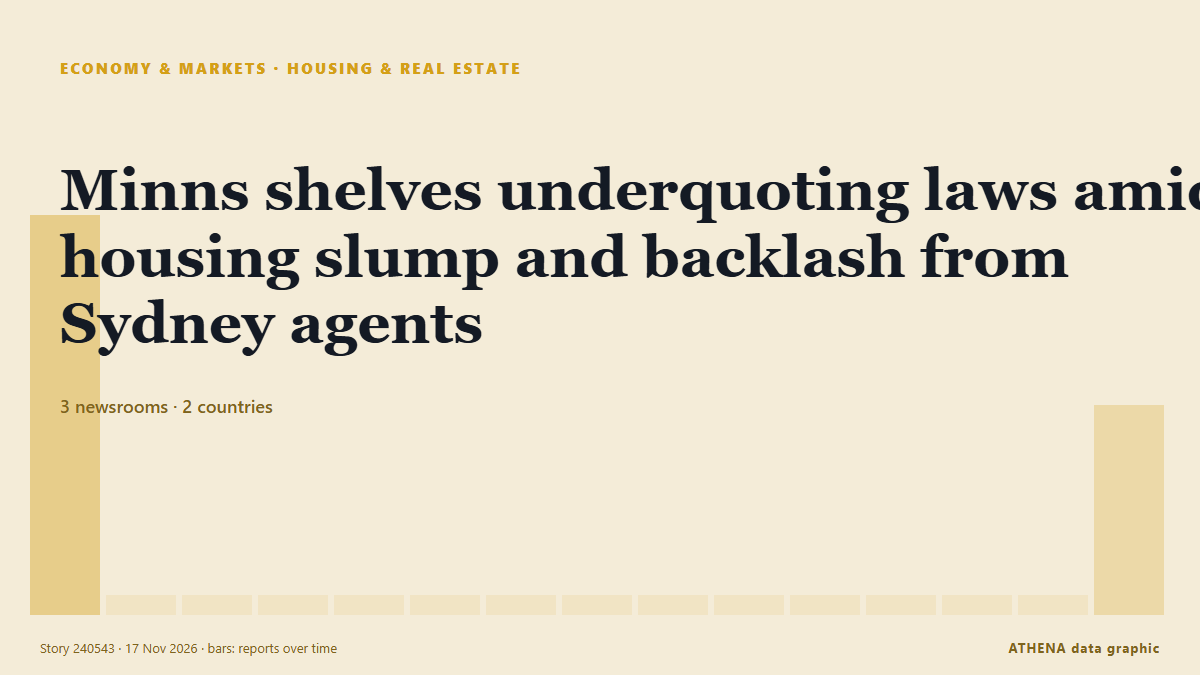 ECONOMY & MARKETS · HOUSING & REAL ESTATE
Minns shelves underquoting laws
housing slump and backlash from
Sydney agents
3 newsrooms · 2 countries
Story 240543 · 17 Nov 2026 · bars: reports over time
ATHENA data graphic